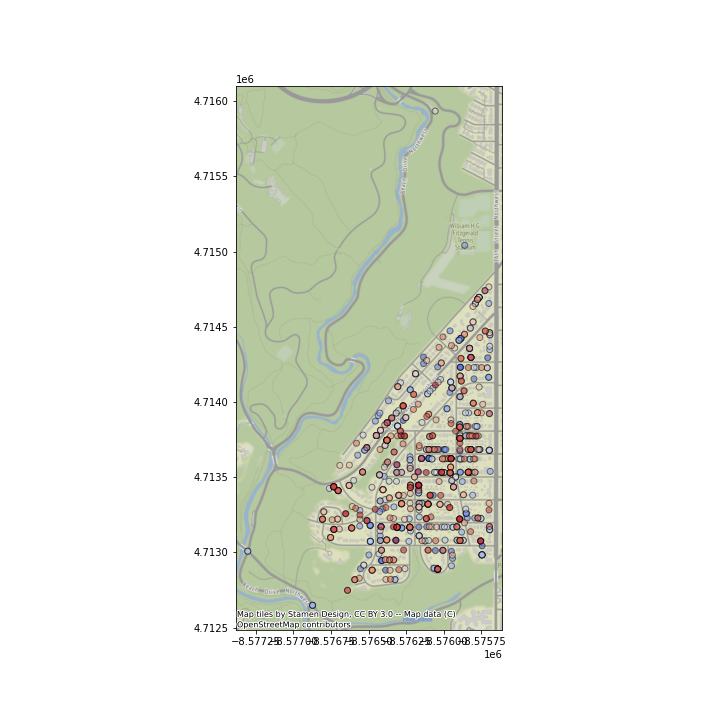 1e6
4.7160
4.7155
4.7150
4.7145
4.7140
4.7135
4.7130
4.7125
William H.G.
Fitzgerald
Tennis
Map tiles by Stamen Design, CC BY 3.0 -- Map data (C)
OpenStreetMap contributors
−8.57725 −8.57700 −8.57675 −8.57650 −8.57625 −8.57600 −8.57575
1e6